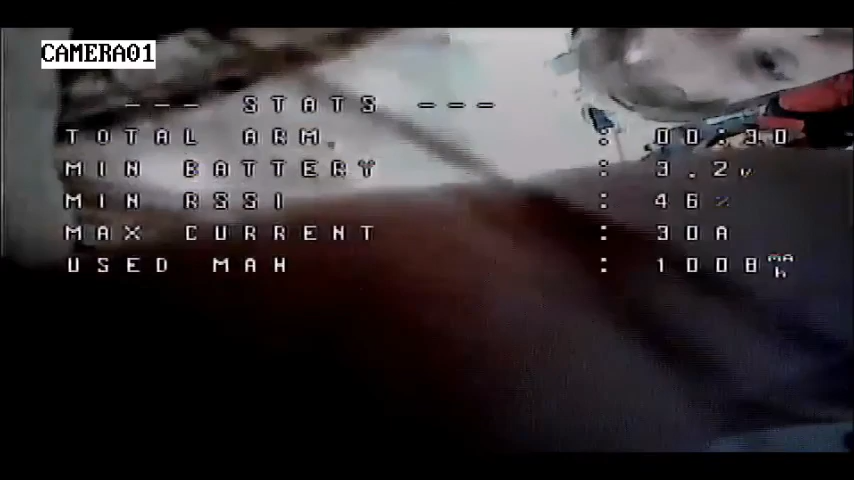 CAMERA01
--- STATS ---
TOTAL ARM : 00:30
MIN BATTERY : 3.2V
MIN RSSI : 46%
MAX CURRENT : 30A
USED MAH : 1008mAh